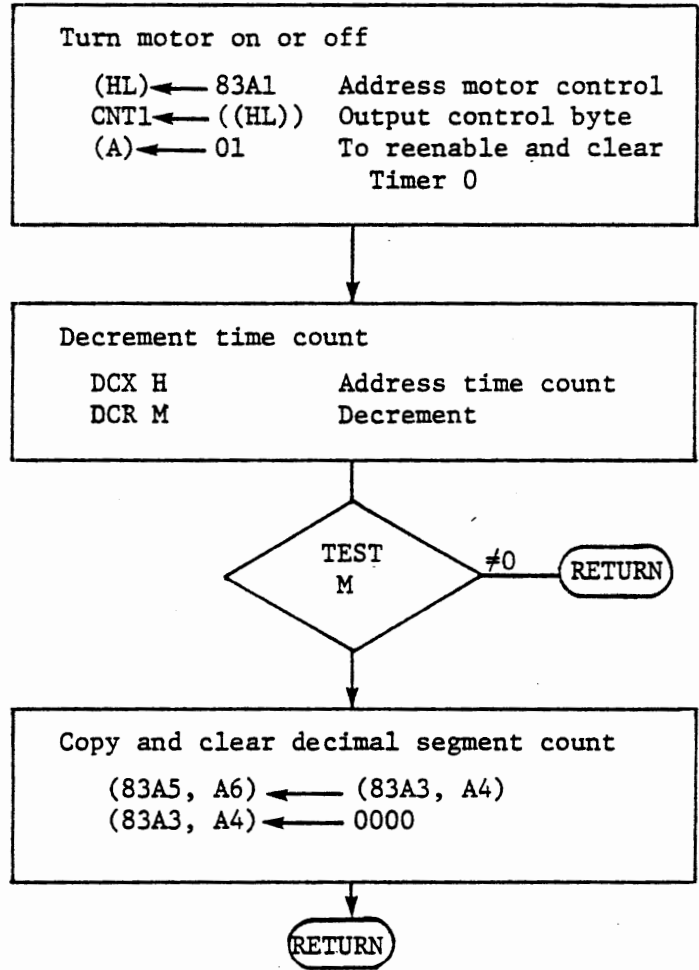 Turn motor on or off
(HL) ← 83A1 Address motor control
CNT1 ← ((HL)) Output control byte
(A) ← 01 To reenable and clear
Timer 0
Decrement time count
DCX H Address time count
DCR M Decrement
TEST
M
≠0
RETURN
Copy and clear decimal segment count
(83A5, A6) ← (83A3, A4)
(83A3, A4) ← 0000
RETURN